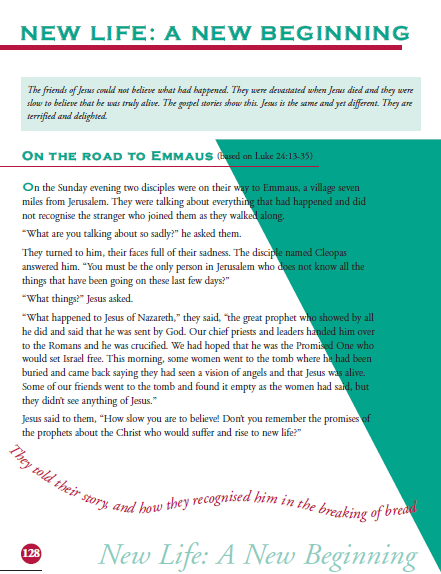 NEW LIFE: A NEW BEGINNING
The friends of Jesus could not believe what had happened. They were devastated when Jesus died and they were
slow to believe that he was truly alive. The gospel stories show this. Jesus is the same and yet different. They are
terrified and delighted.
ON THE ROAD TO EMMAUS (based on Luke 24:13-35)
On the Sunday evening two disciples were on their way to Emmaus, a village seven
miles from Jerusalem. They were talking about everything that had happened and did
not recognise the stranger who joined them as they walked along.
“What are you talking about so sadly?” he asked them.
They turned to him, their faces full of their sadness. The disciple named Cleopas
answered him. “You must be the only person in Jerusalem who does not know all the
things that have been going on these last few days?”
“What things?” Jesus asked.
“What happened to Jesus of Nazareth,” they said, “the great prophet who showed by all
he did and said that he was sent by God. Our chief priests and leaders handed him over
to the Romans and he was crucified. We had hoped that he was the Promised One who
would set Israel free. This morning, some women went to the tomb where he had been
buried and came back saying they had seen a vision of angels and that Jesus was alive.
Some of our friends went to the tomb and found it empty as the women had said, but
they didn’t see anything of Jesus.”
Jesus said to them, “How slow you are to believe! Don’t you remember the promises of
the prophets about the Christ who would suffer and rise to new life?”
They told their story, and how they recognised him in the breaking of bread
128
New Life: A New Beginning